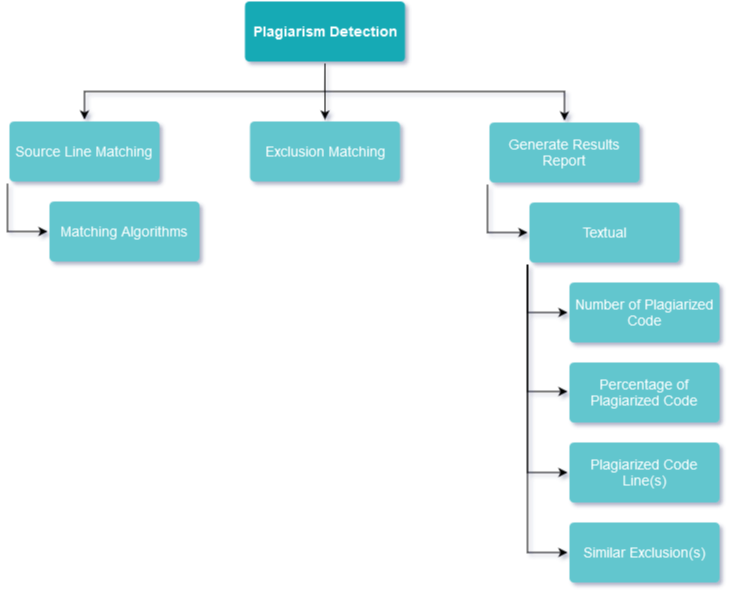 Plagiarism Detection
Source Line Matching
Exclusion Matching
Generate Results
Report
Matching Algorithms
Textual
Number of Plagiarized
Code
Percentage of
Plagiarized Code
Plagiarized Code
Line(s)
Similar Exclusion(s)